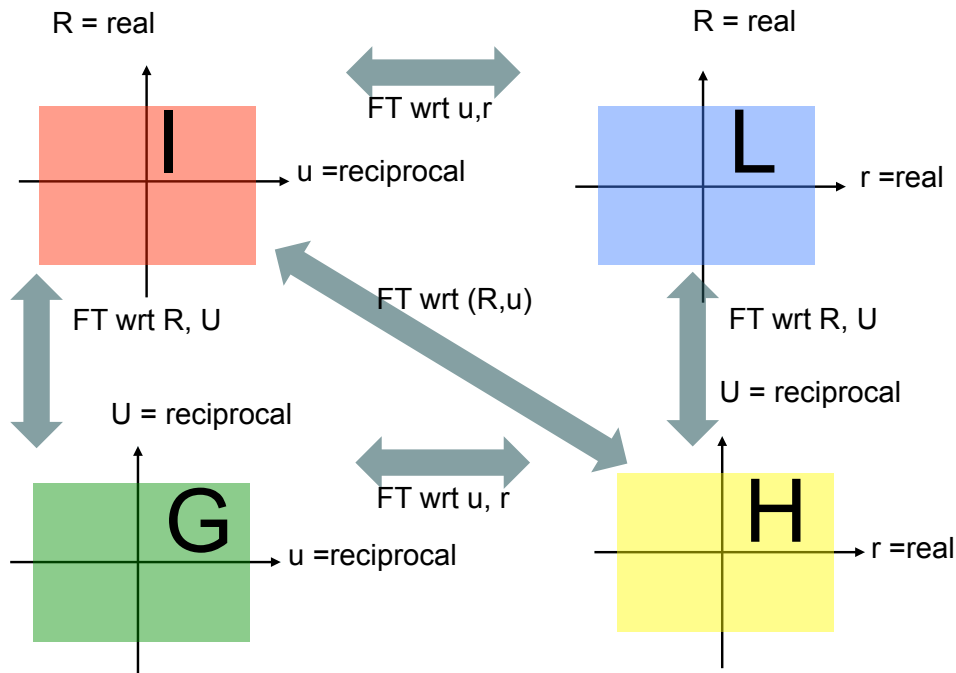 R = real
R = real
FT wrt u,r
I
L
u =reciprocal
r =real
FT wrt (R,u)
FT wrt R, U
FT wrt R, U
U = reciprocal
U = reciprocal
FT wrt u, r
G
H
u =reciprocal
r =real